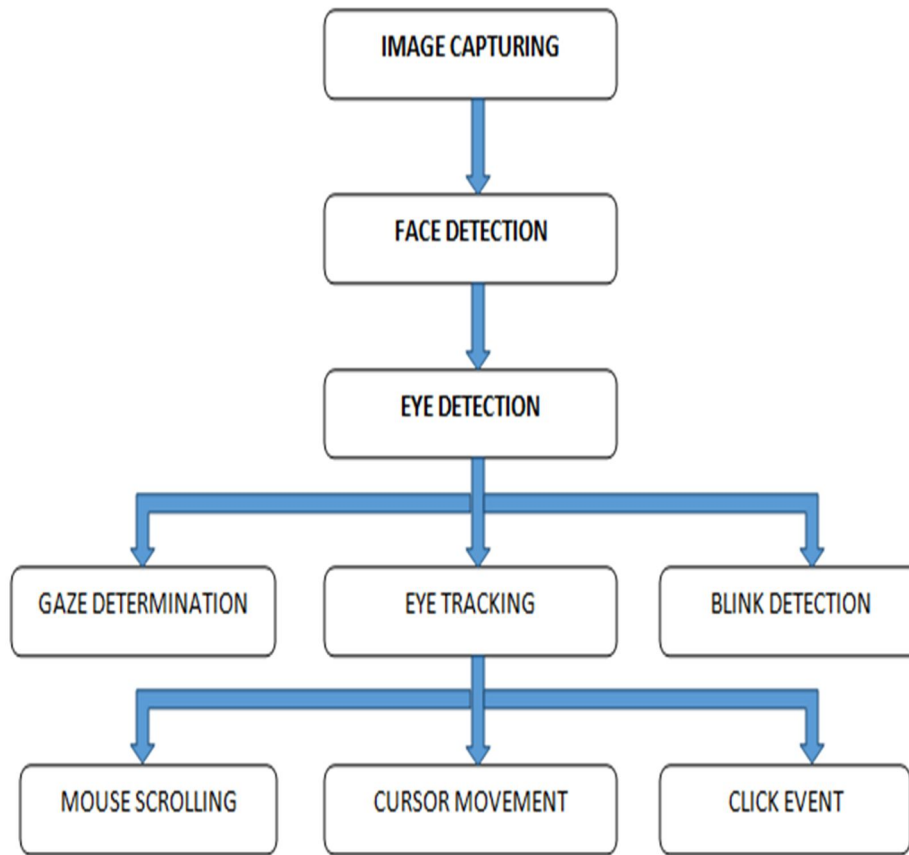 IMAGE CAPTURING
FACE DETECTION
EYE DETECTION
GAZE DETERMINATION
EYE TRACKING
BLINK DETECTION
MOUSE SCROLLING
CURSOR MOVEMENT
CLICK EVENT